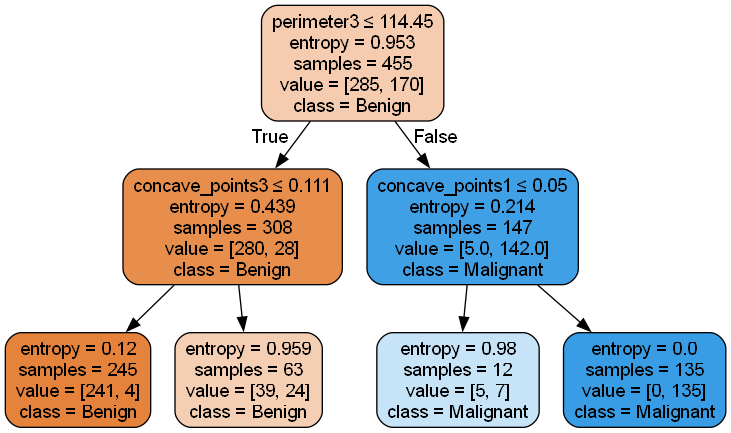 perimeter3 ≤ 114.45
entropy = 0.953
samples = 455
value = [285, 170]
class = Benign
True
False
concave_points3 ≤ 0.111
entropy = 0.439
samples = 308
value = [280, 28]
class = Benign
concave_points1 ≤ 0.05
entropy = 0.214
samples = 147
value = [5.0, 142.0]
class = Malignant
entropy = 0.12
samples = 245
value = [241, 4]
class = Benign
entropy = 0.959
samples = 63
value = [39, 24]
class = Benign
entropy = 0.98
samples = 12
value = [5, 7]
class = Malignant
entropy = 0.0
samples = 135
value = [0, 135]
class = Malignant